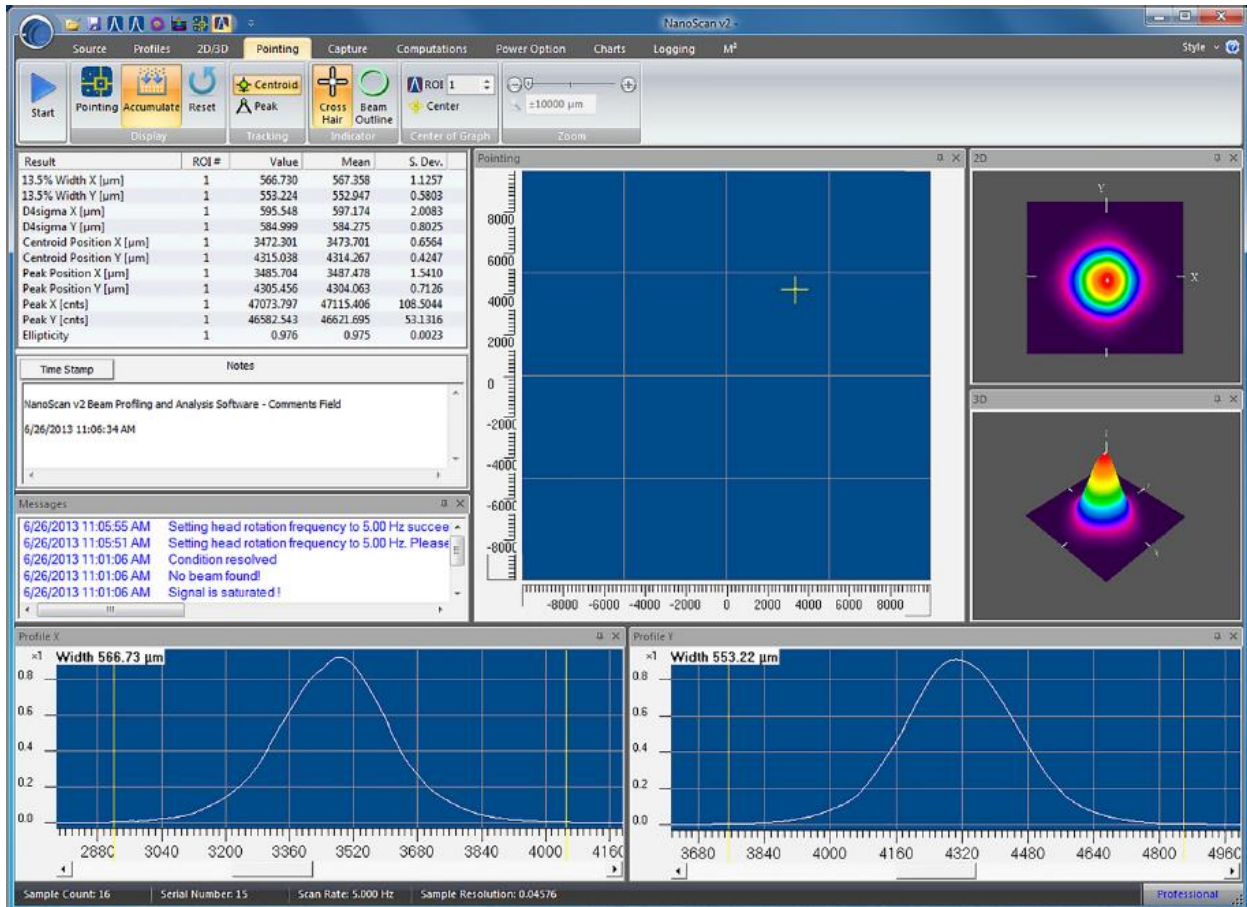 NanoScan v2 -
Source Profiles 2D/3D Pointing Capture Computations Power Option Charts Logging M² Style
Start
Pointing Accumulate Reset
Display
Centroid
Peak
Tracking
Cross Hair
Beam Outline
Indicator
ROI 1
Center
Center of Graph
±10000 µm
Zoom
Result ROI # Value Mean S. Dev.
13.5% Width X [µm] 1 566.730 567.358 1.1257
13.5% Width Y [µm] 1 553.224 552.947 0.5803
D4sigma X [µm] 1 595.548 597.174 2.0083
D4sigma Y [µm] 1 584.999 584.275 0.8025
Centroid Position X [µm] 1 3472.301 3473.701 0.6564
Centroid Position Y [µm] 1 4315.038 4314.267 0.4247
Peak Position X [µm] 1 3485.704 3487.478 1.5410
Peak Position Y [µm] 1 4305.456 4304.063 0.7126
Peak X [cnts] 1 47073.797 47115.406 108.5044
Peak Y [cnts] 1 46582.543 46621.695 53.1316
Ellipticity 1 0.976 0.975 0.0023
Time Stamp Notes
NanoScan v2 Beam Profiling and Analysis Software - Comments Field
6/26/2013 11:06:34 AM
Messages
6/26/2013 11:05:55 AM Setting head rotation frequency to 5.00 Hz succee
6/26/2013 11:05:51 AM Setting head rotation frequency to 5.00 Hz. Please
6/26/2013 11:01:06 AM Condition resolved
6/26/2013 11:01:06 AM No beam found!
6/26/2013 11:01:06 AM Signal is saturated !
Pointing
8000
6000
4000
2000
0
-2000
-4000
-6000
-8000
-8000 -6000 -4000 -2000 0 2000 4000 6000 8000
2D
Y
X
3D
Profile X
×1 Width 566.73 µm
0.8
0.6
0.4
0.2
0.0
2880 3040 3200 3360 3520 3680 3840 4000 4160
Profile Y
×1 Width 553.22 µm
0.8
0.6
0.4
0.2
0.0
3680 3840 4000 4160 4320 4480 4640 4800 4960
Sample Count: 16 Serial Number: 15 Scan Rate: 5.000 Hz Sample Resolution: 0.04576 Professional